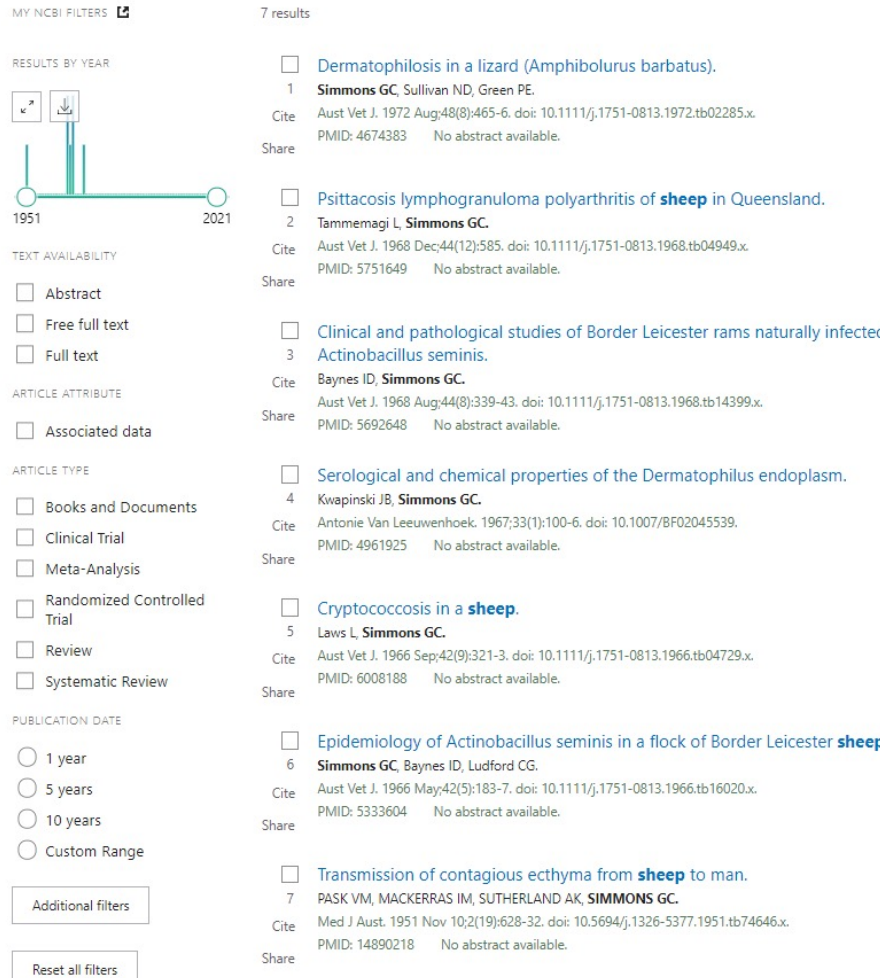 MY NCBI FILTERS
RESULTS BY YEAR
1951
2021
TEXT AVAILABILITY
Abstract
Free full text
Full text
ARTICLE ATTRIBUTE
Associated data
ARTICLE TYPE
Books and Documents
Clinical Trial
Meta-Analysis
Randomized Controlled
Trial
Review
Systematic Review
PUBLICATION DATE
1 year
5 years
10 years
Custom Range
Additional filters
Reset all filters
7 results
Dermatophilosis in a lizard (Amphibolurus barbatus).
1
Simmons GC, Sullivan ND, Green PE.
Cite
Aust Vet J. 1972 Aug;48(8):465-6. doi: 10.1111/j.1751-0813.1972.tb02285.x.
PMID: 4674383 No abstract available.
Share
Psittacosis lymphogranuloma polyarthritis of sheep in Queensland.
2
Tammemagi L, Simmons GC.
Cite
Aust Vet J. 1968 Dec;44(12):585. doi: 10.1111/j.1751-0813.1968.tb04949.x.
PMID: 5751649 No abstract available.
Share
Clinical and pathological studies of Border Leicester rams naturally infected
3
Actinobacillus seminis.
Baynes ID, Simmons GC.
Cite
Aust Vet J. 1968 Aug;44(8):339-43. doi: 10.1111/j.1751-0813.1968.tb14399.x.
Share
PMID: 5692648 No abstract available.
Serological and chemical properties of the Dermatophilus endoplasm.
4
Kwapinski JB, Simmons GC.
Cite
Antonie Van Leeuwenhoek. 1967;33(1):100-6. doi: 10.1007/BF02045539.
PMID: 4961925 No abstract available.
Share
Cryptococcosis in a sheep.
5
Laws L, Simmons GC.
Cite
Aust Vet J. 1966 Sep;42(9):321-3. doi: 10.1111/j.1751-0813.1966.tb04729.x.
PMID: 6008188 No abstract available.
Share
Epidemiology of Actinobacillus seminis in a flock of Border Leicester sheep
6
Simmons GC, Baynes ID, Ludford CG.
Cite
Aust Vet J. 1966 May;42(5):183-7. doi: 10.1111/j.1751-0813.1966.tb16020.x.
PMID: 5333604 No abstract available.
Share
Transmission of contagious ecthyma from sheep to man.
7
PASK VM, MACKERRAS IM, SUTHERLAND AK, SIMMONS GC.
Cite
Med J Aust. 1951 Nov 10;2(19):628-32. doi: 10.5694/j.1326-5377.1951.tb74646.x.
PMID: 14890218 No abstract available.
Share